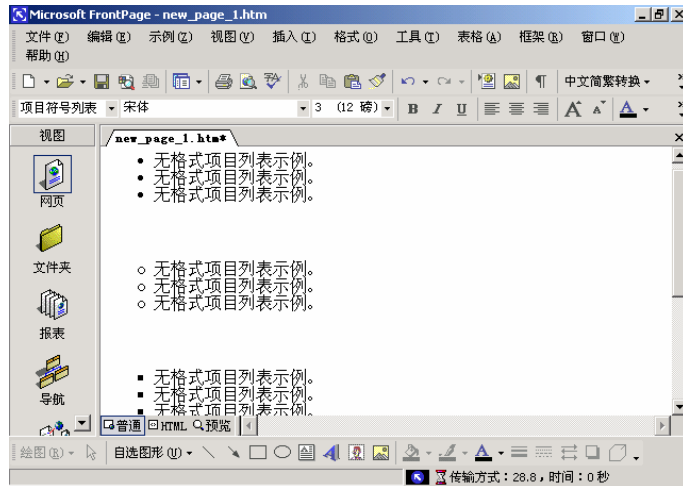 Microsoft FrontPage - new_page_1.htm
文件(F) 编辑(E) 示例(Z) 视图(V) 插入(I) 格式(O) 工具(T) 表格(A) 框架(R) 窗口(W)
帮助(H)
中文简繁转换
项目符号列表 宋体 3 (12 磅) B I U A A A
视图 new_page_1.htm*
无格式项目列表示例。
无格式项目列表示例。
无格式项目列表示例。
无格式项目列表示例。
无格式项目列表示例。
无格式项目列表示例。
无格式项目列表示例。
无格式项目列表示例。
无格式项目列表示例。
网页
文件夹
报表
导航
普通 HTML 预览
绘图(R) 自选图形(U) A
传输方式：28.8，时间：0秒